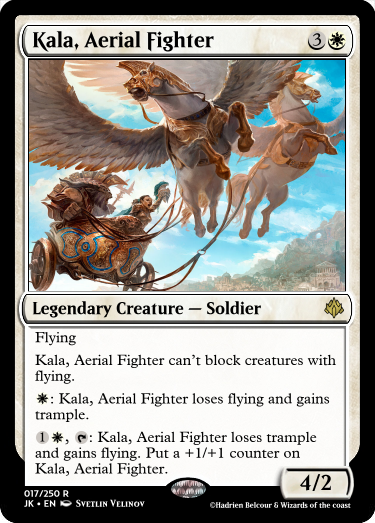 Kala, Aerial Fighter 3
Legendary Creature — Soldier
Flying
Kala, Aerial Fighter can't block creatures with
flying.
: Kala, Aerial Fighter loses flying and gains
trample.
1 , : Kala, Aerial Fighter loses trample
and gains flying. Put a +1/+1 counter on
Kala, Aerial Fighter.
4/2
017/250 R
JK • EN Svetlin Velinov
©Hadrien Belcour & Wizards of the coast